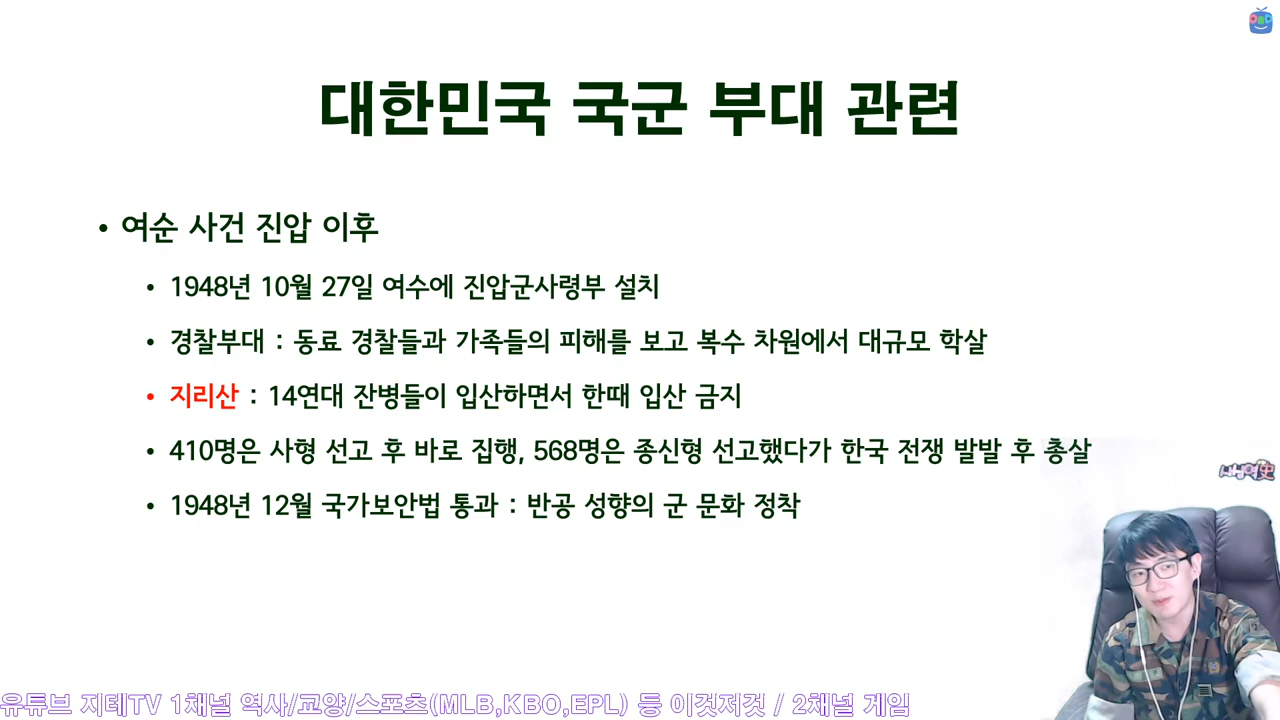 대한민국 국군 부대 관련
• 여순 사건 진압 이후
• 1948년 10월 27일 여수에 진압군사령부 설치
• 경찰부대 : 동료 경찰들과 가족들의 피해를 보고 복수 차원에서 대규모 학살
• 지리산 : 14연대 잔병들이 입산하면서 한때 입산 금지
• 410명은 사형 선고 후 바로 집행, 568명은 종신형 선고했다가 한국 전쟁 발발 후 총살
• 1948년 12월 국가보안법 통과 : 반공 성향의 군 문화 정착
유튜브 지테TV 1채널 역사/교양/스포츠(MLB,KBO,EPL) 등 이것저것 / 2채널 게임